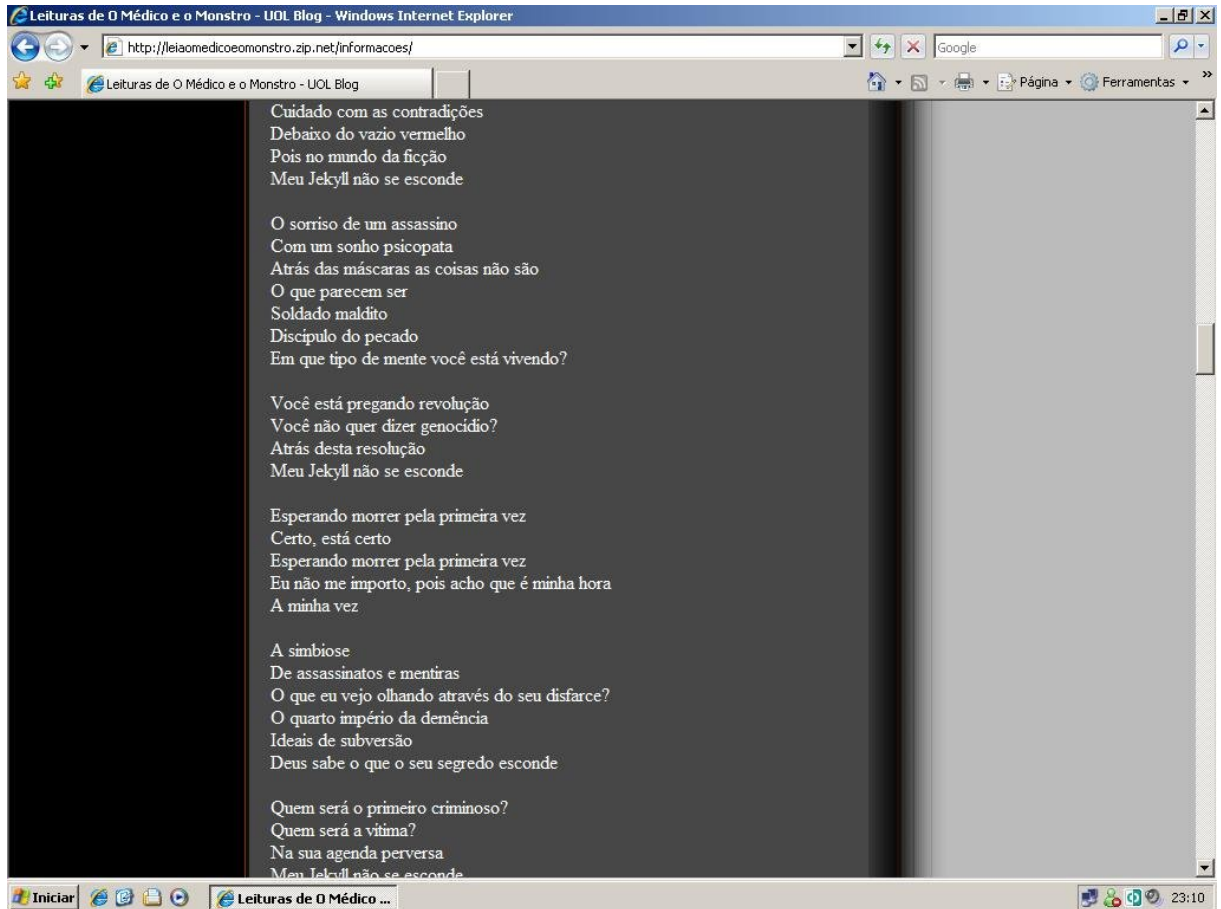 Leituras de O Médico e o Monstro - UOL Blog - Windows Internet Explorer
http://leiaomedicoeomonstro.zip.net/informacoes/
Google
Leituras de O Médico e o Monstro - UOL Blog
Página
Ferramentas
Cuidado com as contradições
Debaixo do vazio vermelho
Pois no mundo da ficção
Meu Jekyll não se esconde
O sorriso de um assassino
Com um sonho psicopata
Atrás das máscaras as coisas não são
O que parecem ser
Soldado maldito
Discípulo do pecado
Em que tipo de mente você está vivendo?
Você está pregando revolução
Você não quer dizer genocídio?
Atrás desta resolução
Meu Jekyll não se esconde
Esperando morrer pela primeira vez
Certo, está certo
Esperando morrer pela primeira vez
Eu não me importo, pois acho que é minha hora
A minha vez
A simbiose
De assassinatos e mentiras
O que eu vejo olhando através do seu disfarce?
O quarto império da demência
Ideais de subversão
Deus sabe o que o seu segredo esconde
Quem será o primeiro criminoso?
Quem será a vítima?
Na sua agenda perversa
Meu Jekyll não se esconde
Iniciar
Leituras de O Médico ...
23:10